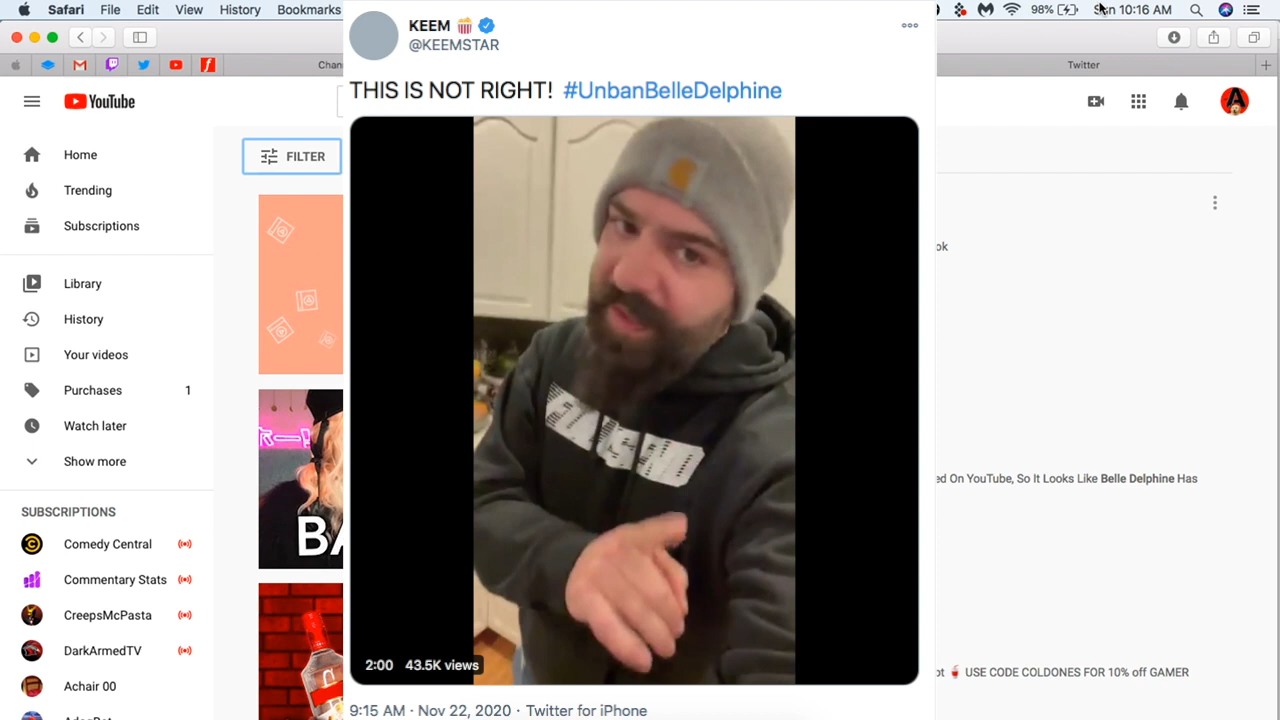 Safari File Edit View History Bookmarks
98% Sun 10:16 AM
Twitter
YouTube
Home
Trending
Subscriptions
Library
History
Your videos
Purchases 1
Watch later
Show more
SUBSCRIPTIONS
Comedy Central
Commentary Stats
CreepsMcPasta
DarkArmedTV
Achair 00
FILTER
KEEM
@KEEMSTAR
THIS IS NOT RIGHT! #UnbanBelleDelphine
2:00 43.5K views
9:15 AM · Nov 22, 2020 · Twitter for iPhone
ed On YouTube, So It Looks Like Belle Delphine Has
USE CODE COLDONES FOR 10% off GAMER